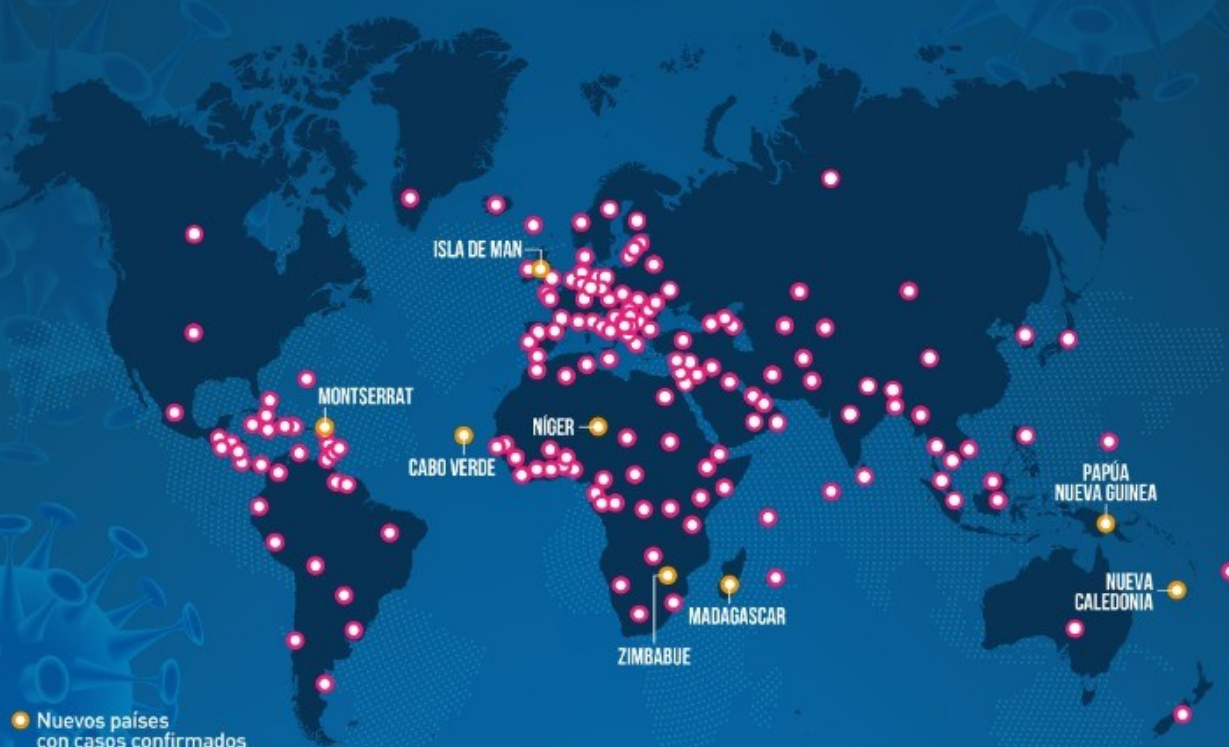 ISLA DE MAN
MONTSERRAT
NÍGER
CABO VERDE
PAPÚA
NUEVA GUINEA
NUEVA
CALEDONIA
MADAGASCAR
ZIMBABUE
Nuevos países
con casos confirmados